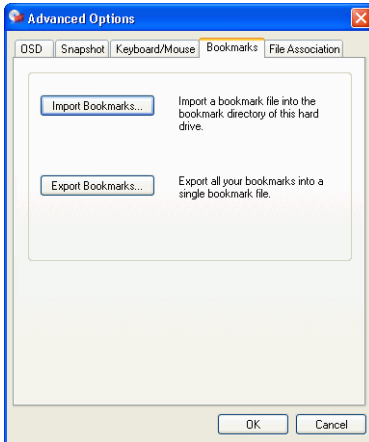 Advanced Options
OSD Snapshot Keyboard/Mouse Bookmarks File Association
Import Bookmarks...
Import a bookmark file into the
bookmark directory of this hard
drive.
Export Bookmarks...
Export all your bookmarks into a
single bookmark file.
OK Cancel